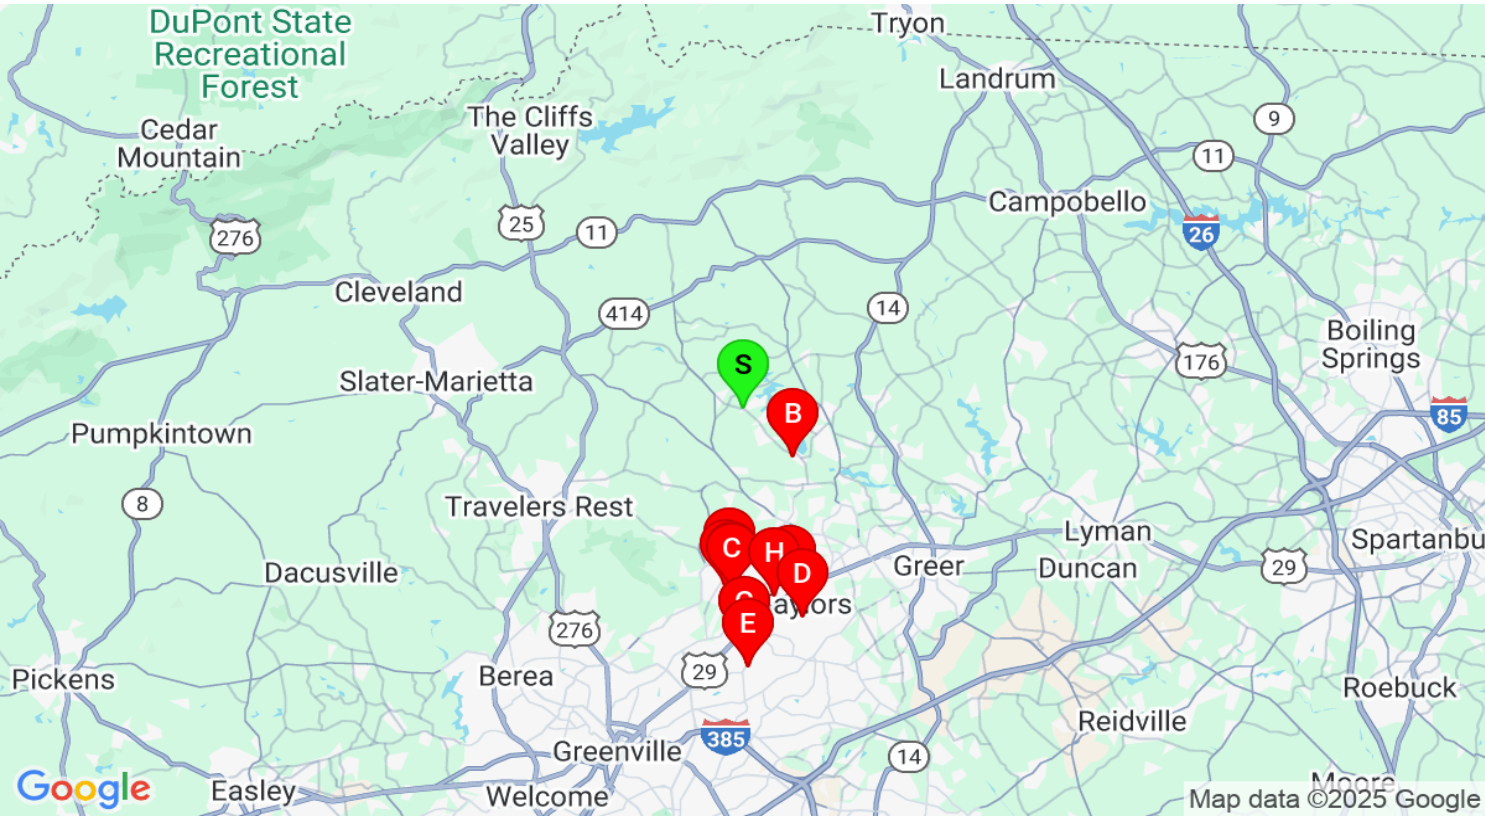 DuPont State
Recreational
Forest
Tryon
Landrum
The Cliffs
Valley
Cedar
Mountain
9
11
Campobello
25
11
276
26
Cleveland
414
14
Boiling
Springs
176
S
Slater-Marietta
B
85
Pumpkintown
8
Travelers Rest
Lyman
Spartanbu
C
H
D
Greer
Duncan
29
Dacusville
E
276
Berea
29
Pickens
Roebuck
Reidville
385
Greenville
14
Google
Easley
Welcome
Moore
Map data ©2025 Google